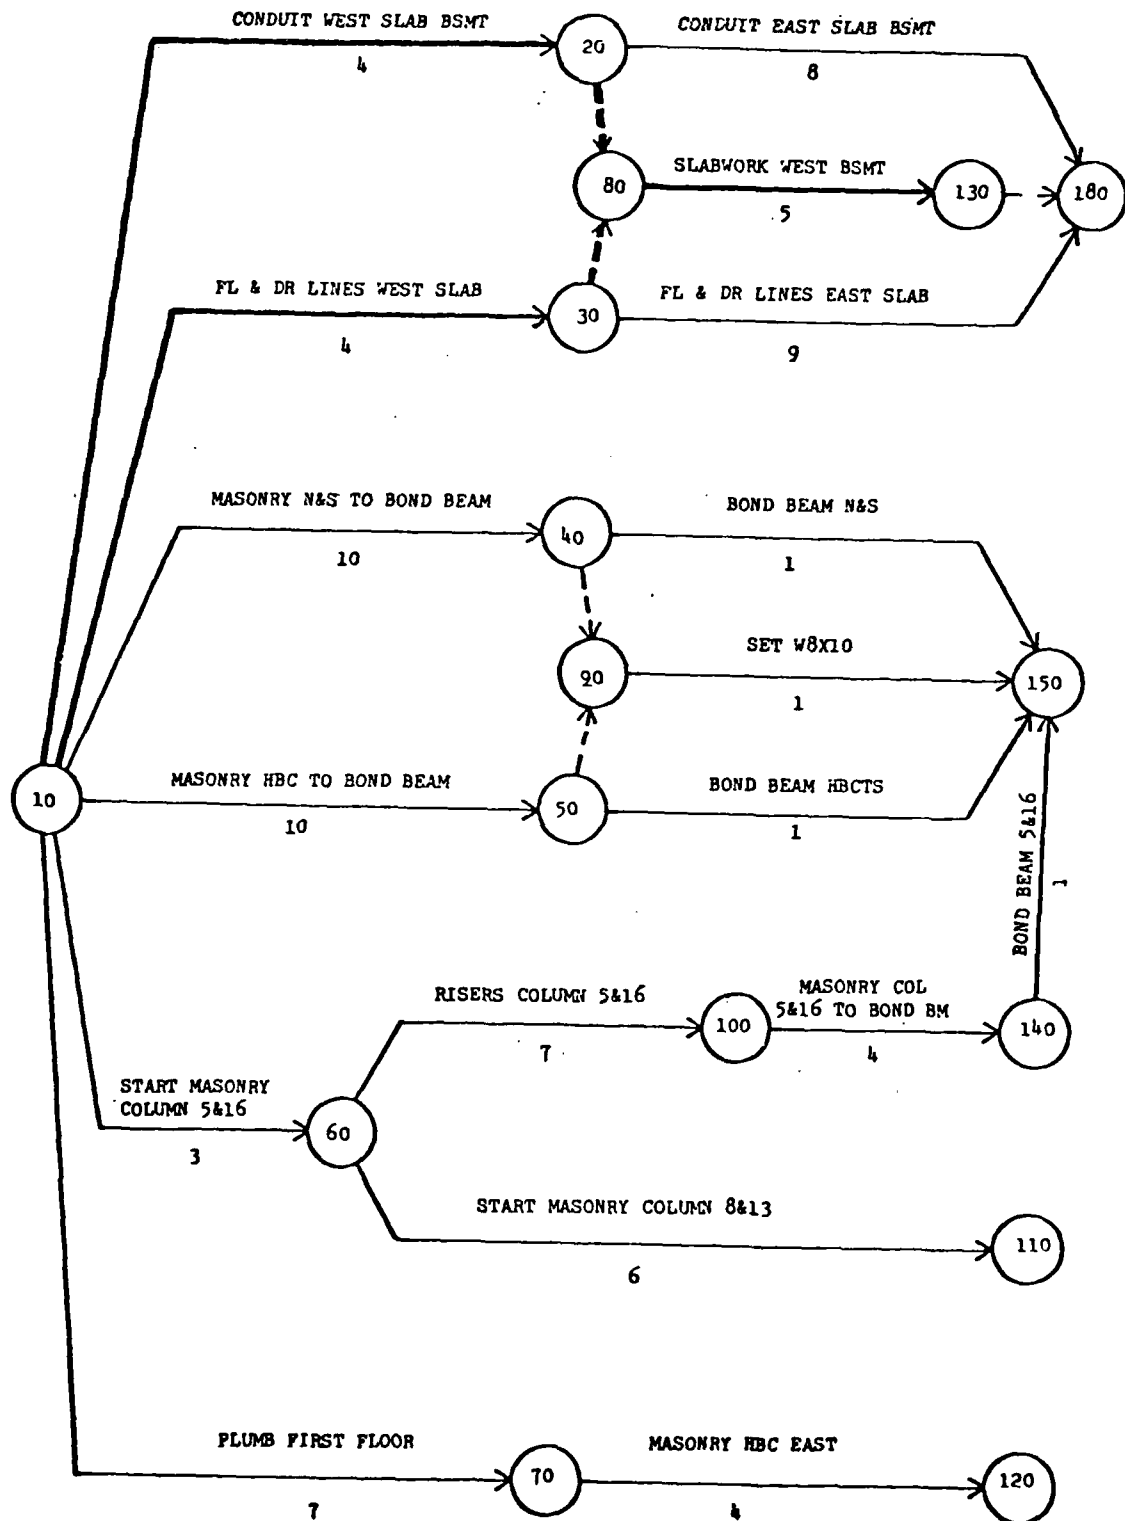 CONDUIT WEST SLAB BSMT
4
20
CONDUIT EAST SLAB BSMT
8
80
SLABWORK WEST BSMT
5
130
180
FL & DR LINES WEST SLAB
4
30
FL & DR LINES EAST SLAB
9
MASONRY N&S TO BOND BEAM
10
40
BOND BEAM N&S
1
90
SET W8X10
1
150
10
MASONRY HBC TO BOND BEAM
10
50
BOND BEAM HBCTS
1
BOND BEAM 5&16
1
RISERS COLUMN 5&16
7
100
MASONRY COL
5&16 TO BOND BM
4
140
START MASONRY
COLUMN 5&16
3
60
START MASONRY COLUMN 8&13
6
110
PLUMB FIRST FLOOR
7
70
MASONRY HBC EAST
4
120